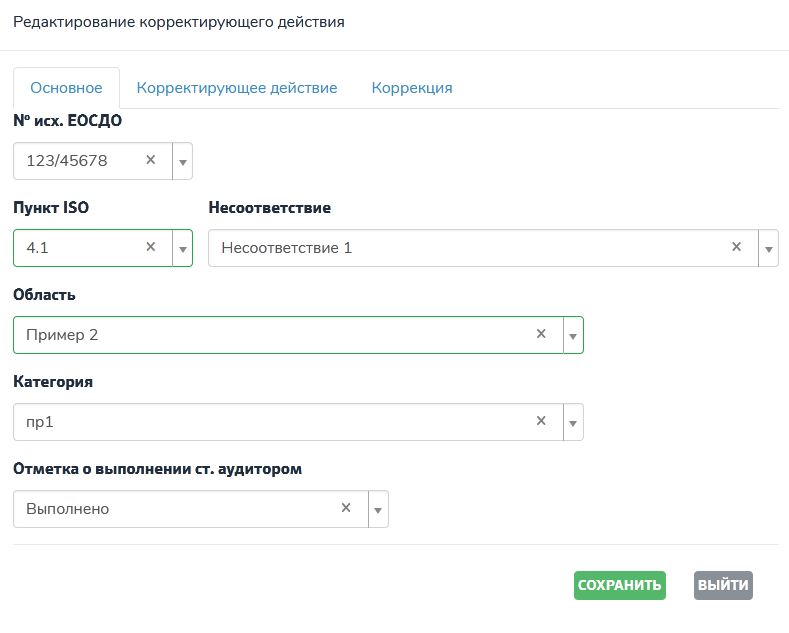 Редактирование корректирующего действия
Основное Корректирующее действие Коррекция
№ исх. ЕОСДО
123/45678 ×
Пункт ISO Несоответствие
4.1 × Несоответствие 1 ×
Область
Пример 2 ×
Категория
пр1 ×
Отметка о выполнении ст. аудитором
Выполнено ×
СОХРАНИТЬ ВЫЙТИ